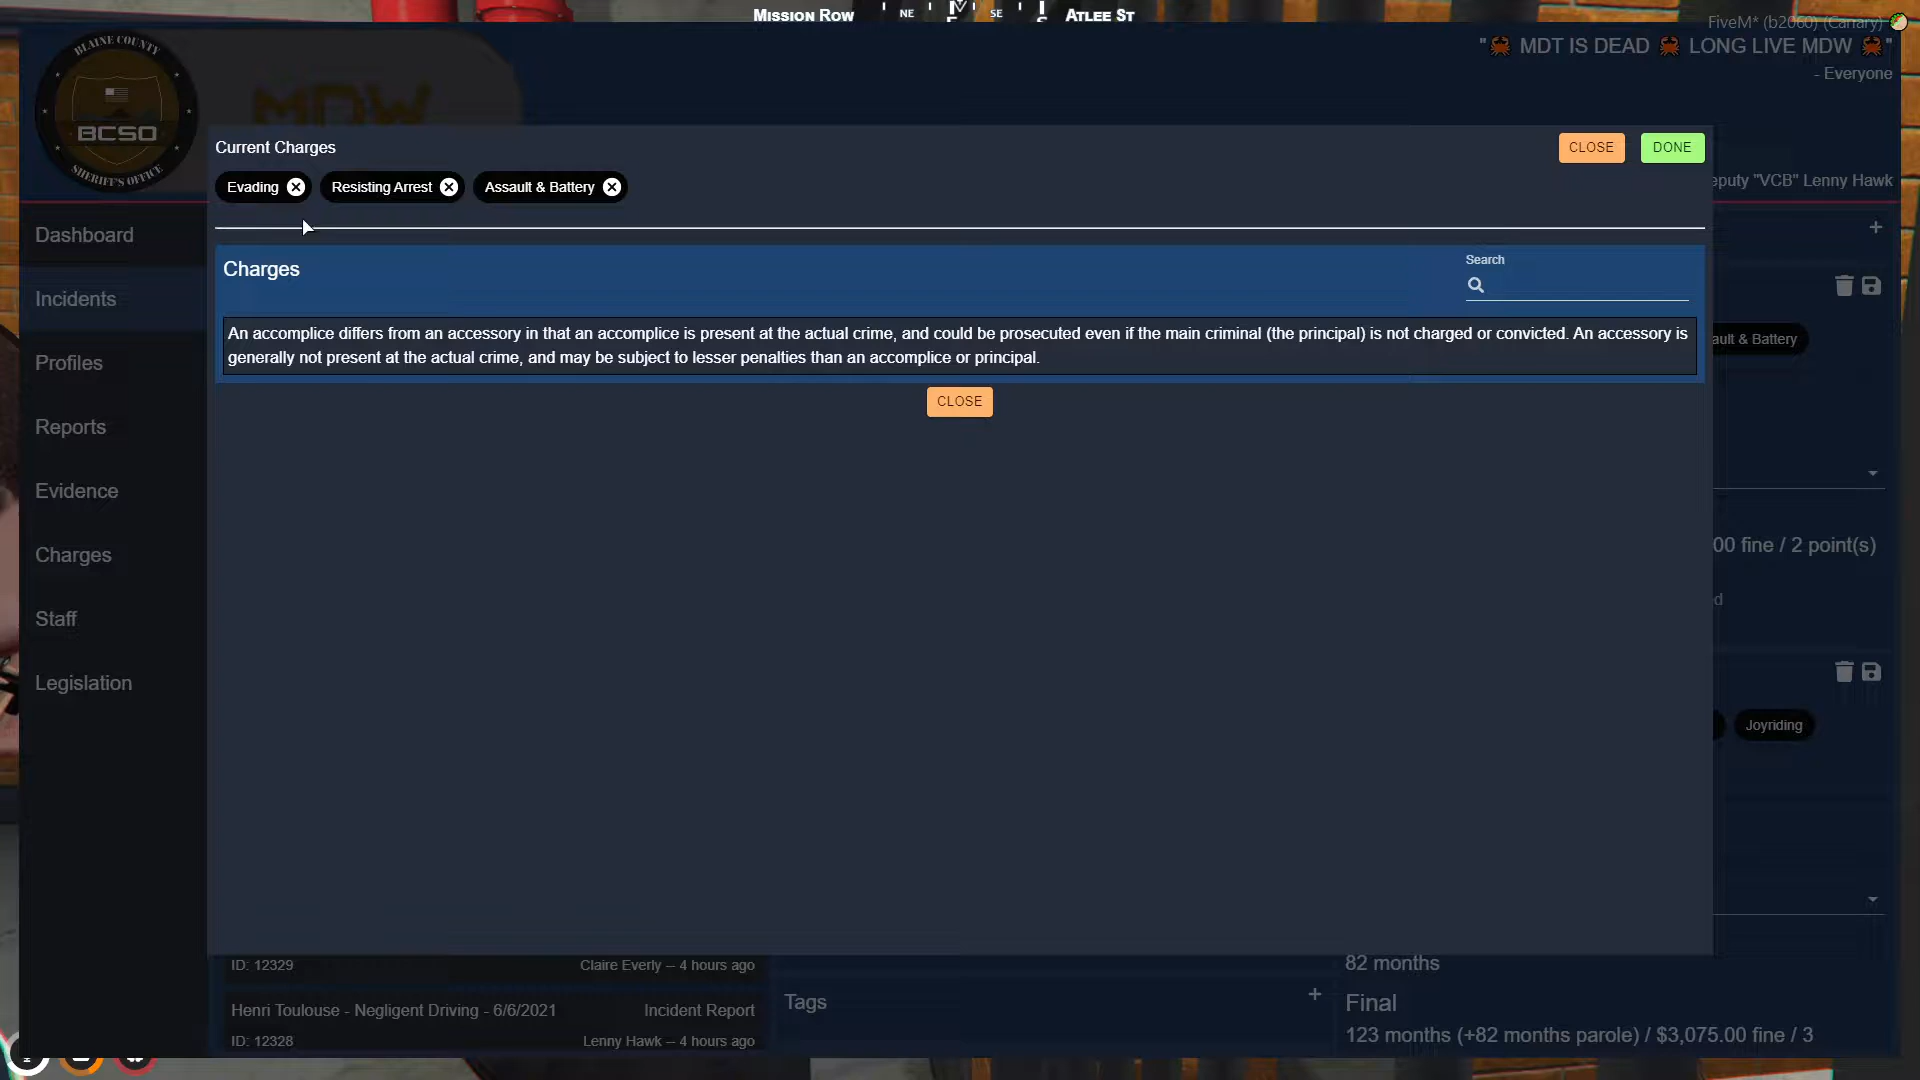 Mission Row
NE
SE
Atlee St
FiveM* (b2060) (Canary)
" MDT IS DEAD LONG LIVE MDW "
- Everyone
BLAINE COUNTY
BCSO
SHERIFF'S OFFICE
MDW
Current Charges
CLOSE
DONE
Evading
Resisting Arrest
Assault & Battery
eputy "VCB" Lenny Hawk
Dashboard
Incidents
Profiles
Reports
Evidence
Charges
Staff
Legislation
Charges
Search
An accomplice differs from an accessory in that an accomplice is present at the actual crime, and could be prosecuted even if the main criminal (the principal) is not charged or convicted. An accessory is
generally not present at the actual crime, and may be subject to lesser penalties than an accomplice or principal.
CLOSE
ault & Battery
00 fine / 2 point(s)
d
Joyriding
ID: 12329
Claire Everly – 4 hours ago
Henri Toulouse - Negligent Driving - 6/6/2021
Incident Report
ID: 12328
Lenny Hawk – 4 hours ago
Tags
82 months
Final
123 months (+82 months parole) / $3,075.00 fine / 3